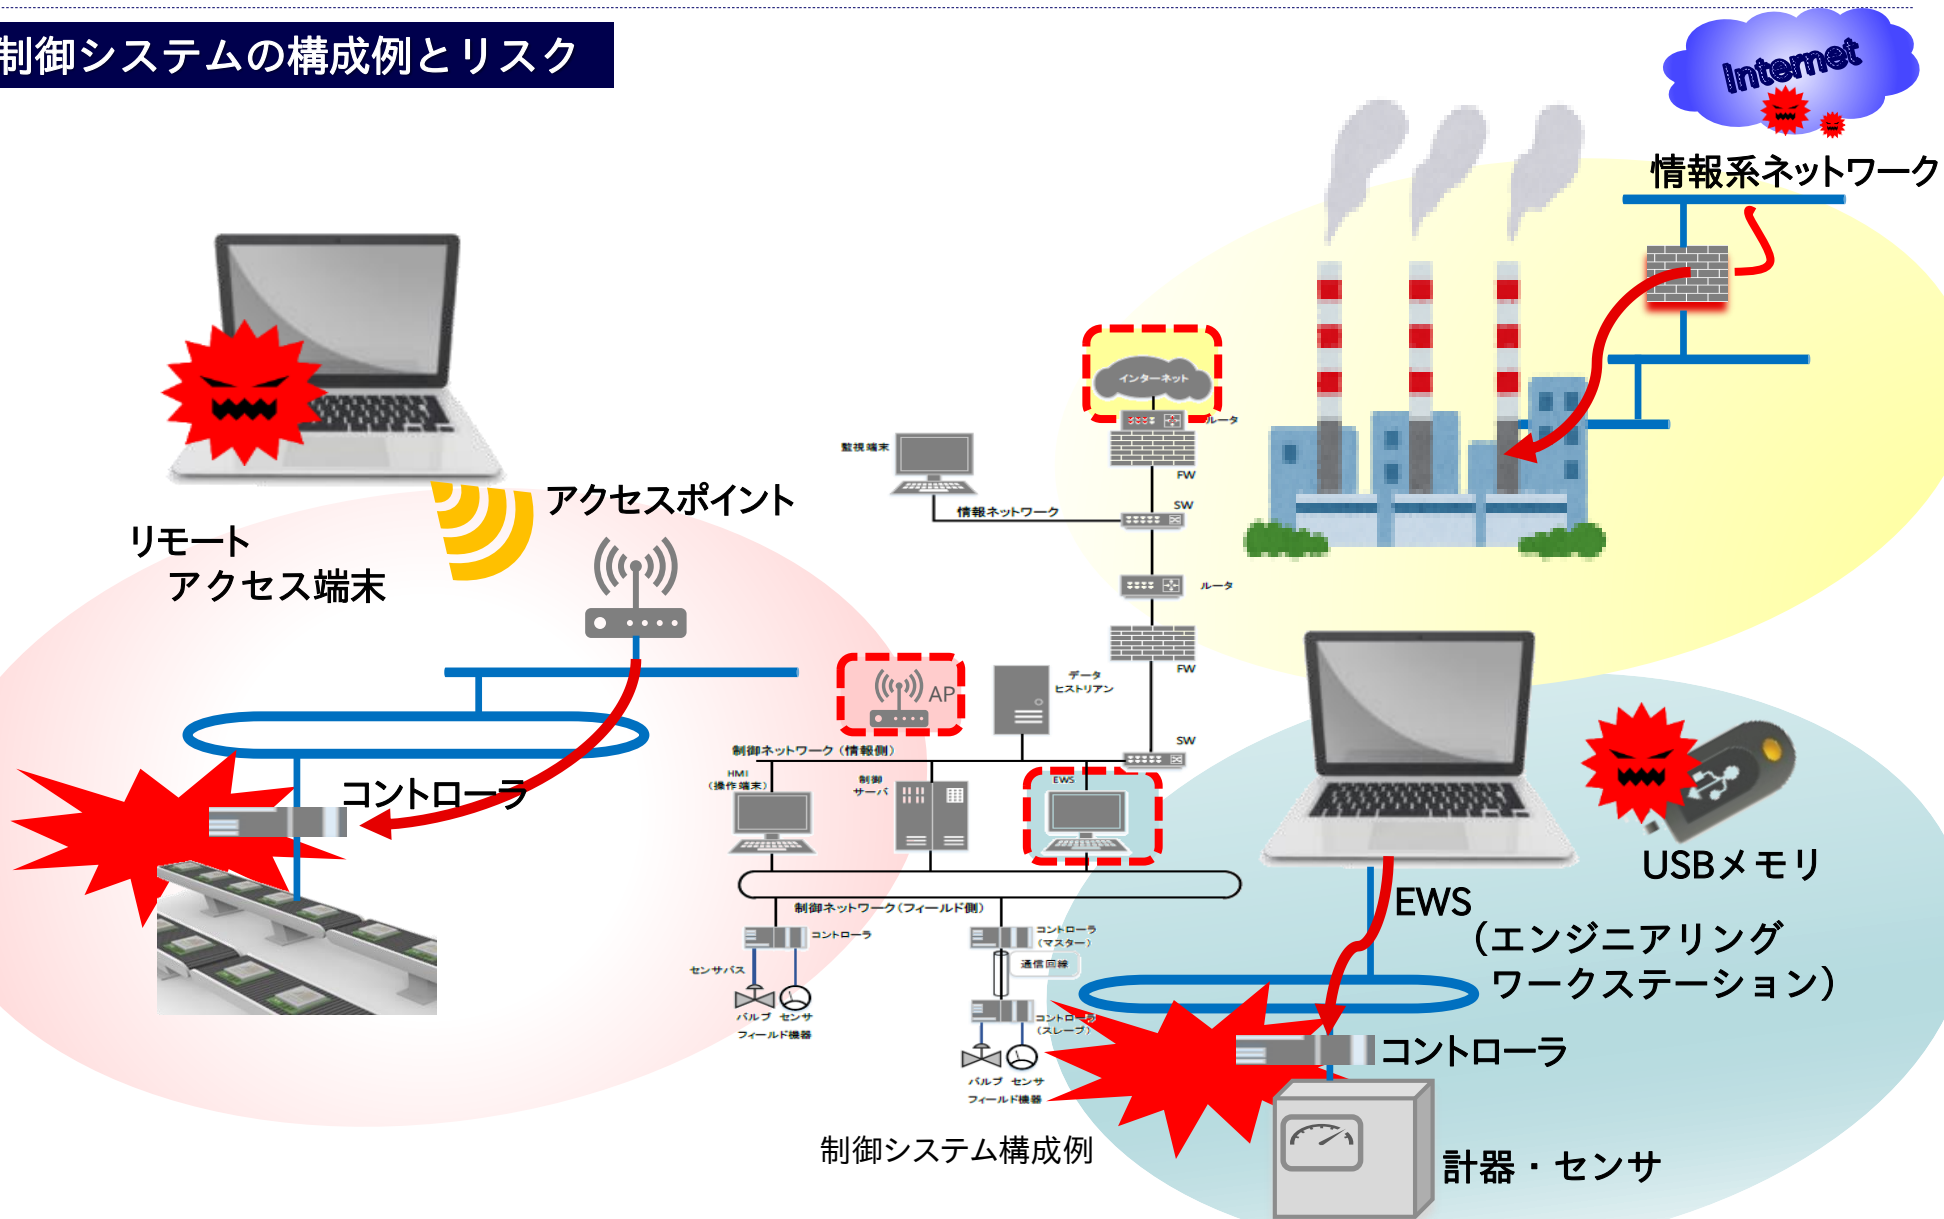 制御システムの構成例とリスク
Internet
情報系ネットワーク
アクセスポイント
リモート
アクセス端末
コントローラ
インターネット
ルータ
FW
監視端末
SW
情報ネットワーク
ルータ
FW
AP
データ
ヒストリアン
SW
制御ネットワーク（情報側）
HMI
（操作端末）
制御
サーバ
EWS
制御ネットワーク（フィールド側）
コントローラ
センサバス
バルブ センサ
フィールド機器
コントローラ
（マスター）
通信回線
コントローラ
（スレーブ）
バルブ センサ
フィールド機器
制御システム構成例
USBメモリ
EWS
（エンジニアリング
ワークステーション）
コントローラ
計器・センサ